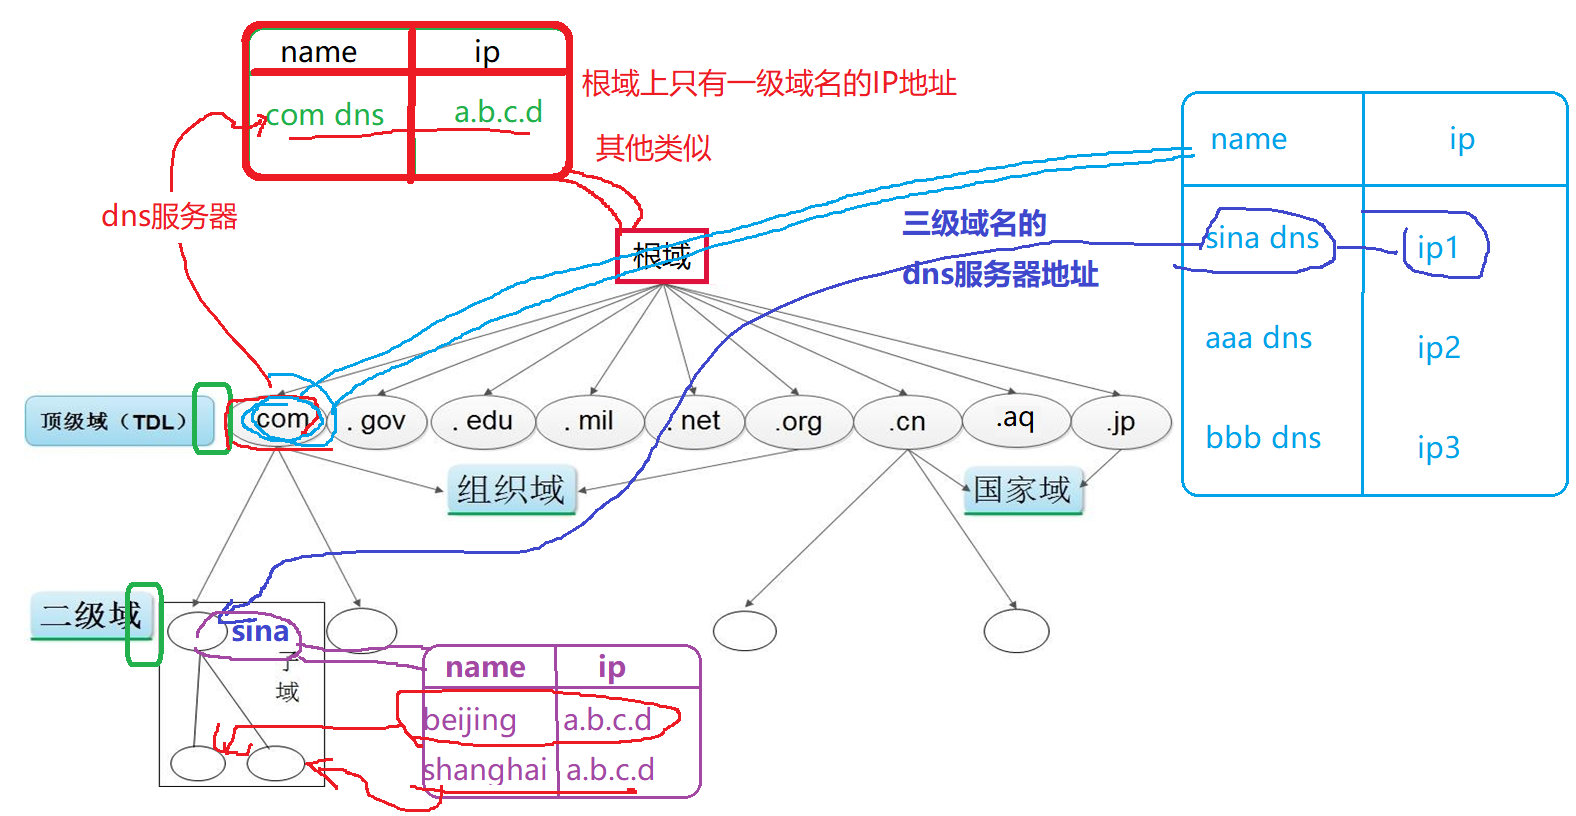 name ip
com dns a.b.c.d
根域上只有一级域名的IP地址
其他类似
dns服务器
根域
三级域名的
dns服务器地址
name ip
sina dns ip1
aaa dns ip2
bbb dns ip3
顶级域（TDL）
com
. gov
. edu
. mil
. net
.org
.cn
.aq
.jp
组织域
国家域
二级域
sina
子
域
name ip
beijing a.b.c.d
shanghai a.b.c.d